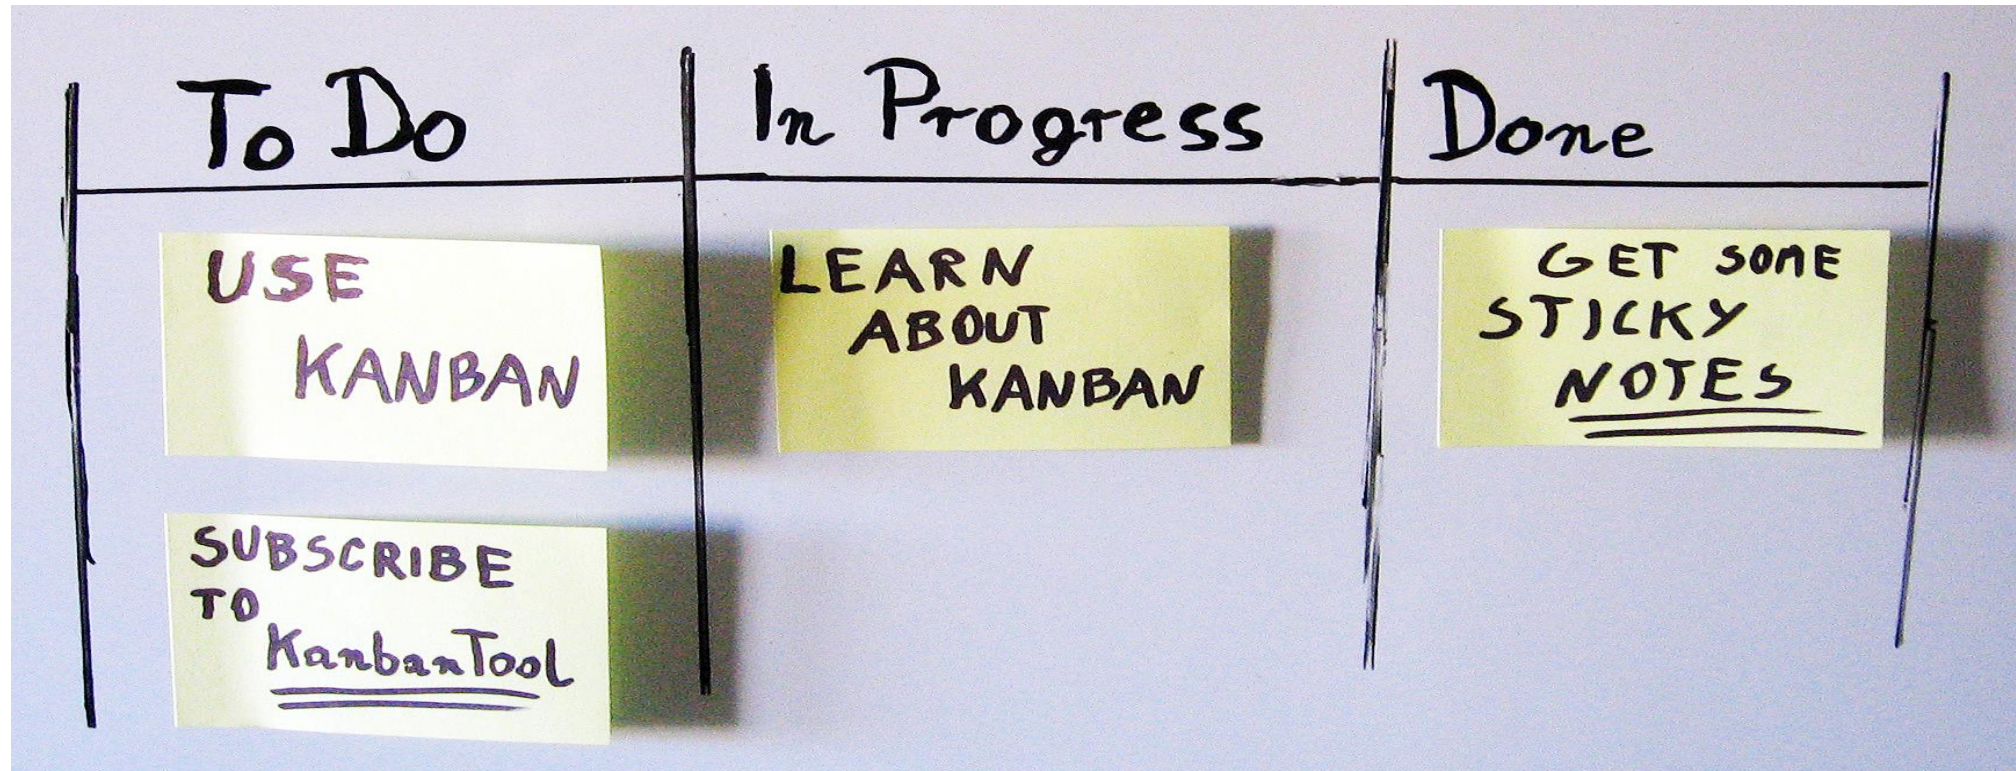 To Do
In Progress
Done
USE
KANBAN
SUBSCRIBE
TO
KanbanTool
LEARN
ABOUT
KANBAN
GET SOME
STICKY
NOTES